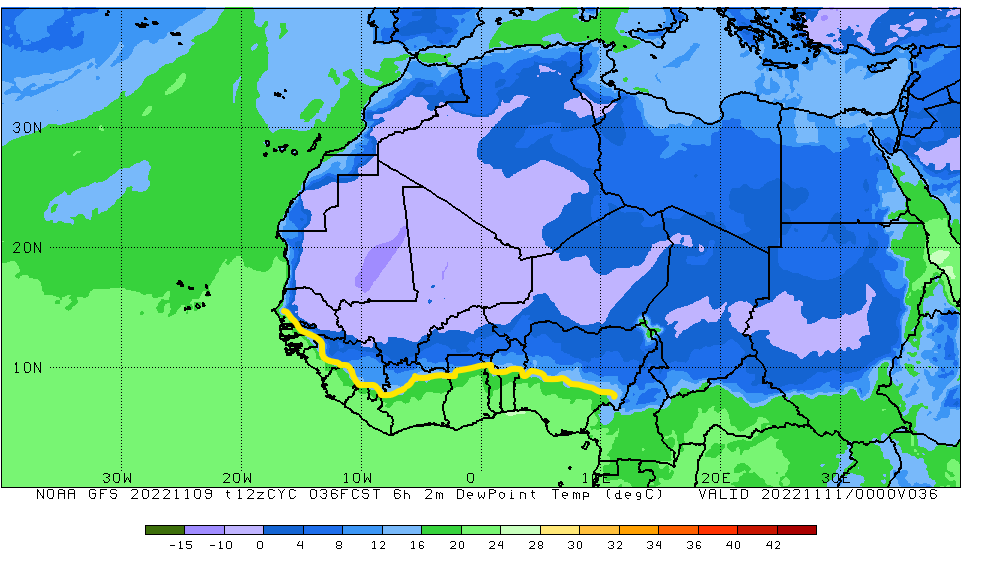 30N
20N
10N
30W 20W 10W 0 10E 20E 30E
NOAA GFS 20221109 t12zCYC 036FCST 6h 2m DewPoint Temp (degC) VALID 20221111/0000V036
-15 -10 0 4 8 12 16 20 24 28 30 32 34 36 40 42